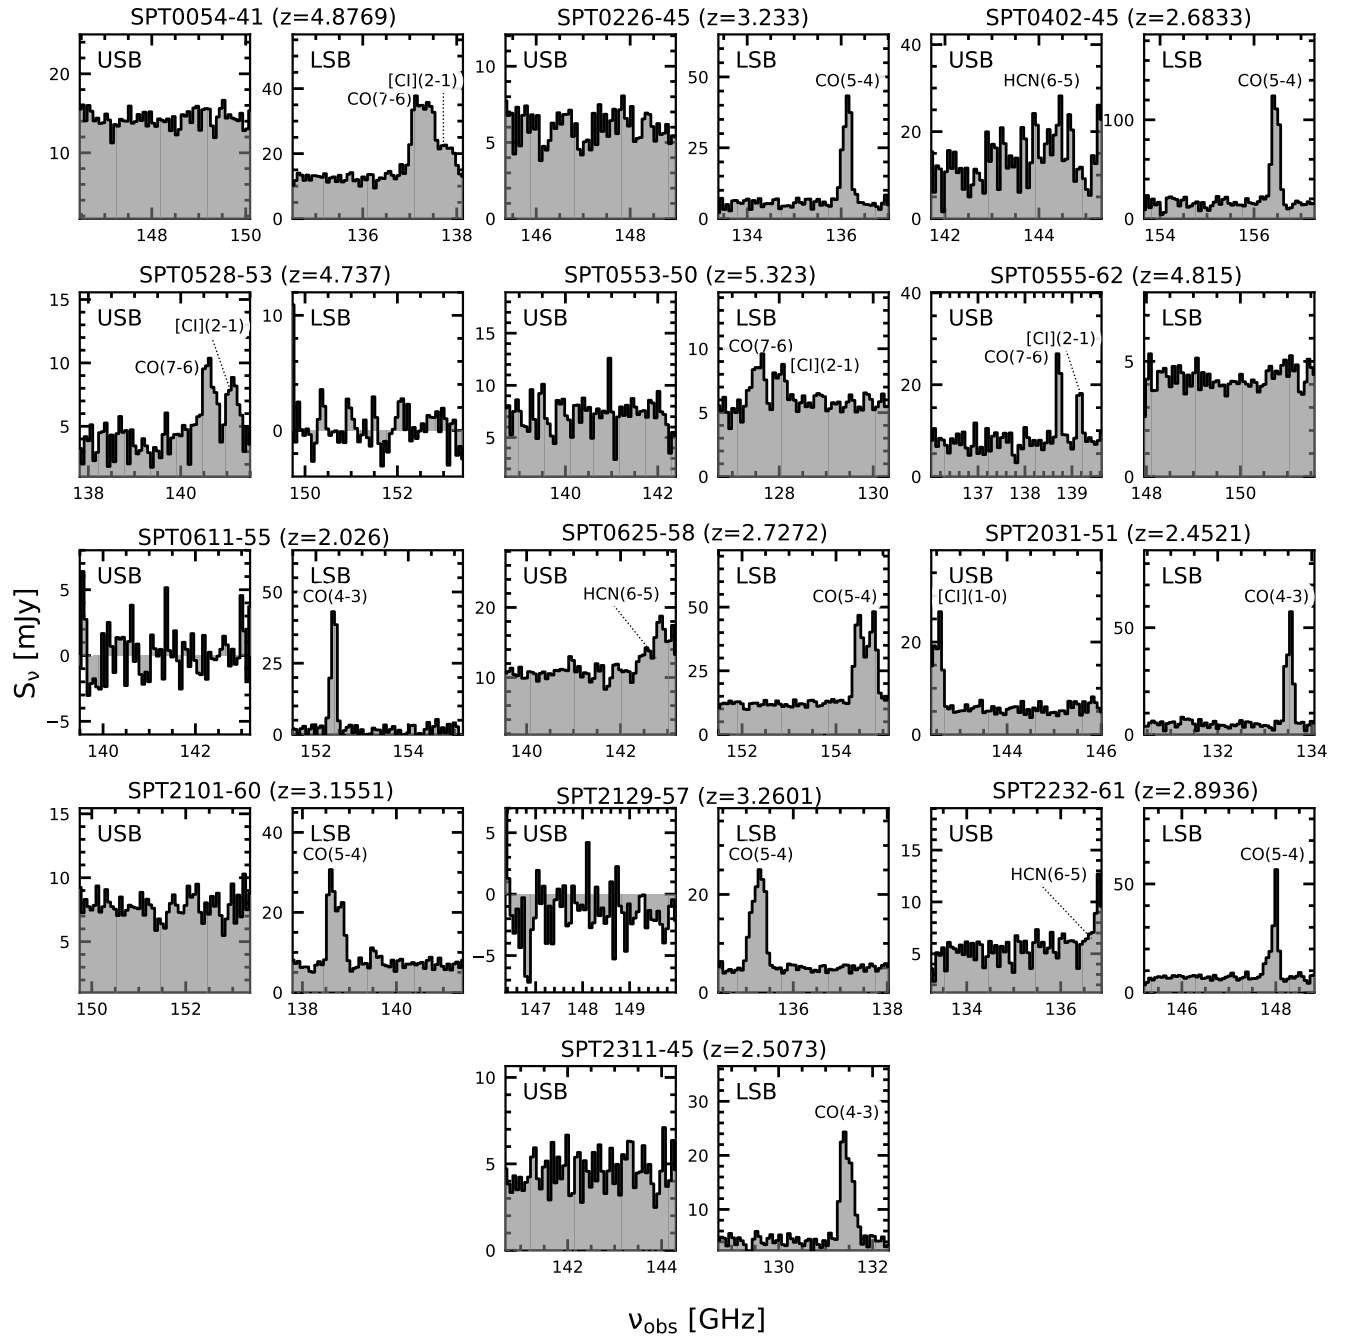 SPT0054-41 (z=4.8769) SPT0226-45 (z=3.233) SPT0402-45 (z=2.6833)
USB LSB USB LSB USB LSB
[CI](2-1) CO(7-6) CO(5-4) HCN(6-5) CO(5-4)
20 10 40 20 0 10 5 0 50 25 0 40 20 0 100 0
148 150 136 138 146 148 134 136 142 144 154 156
SPT0528-53 (z=4.737) SPT0553-50 (z=5.323) SPT0555-62 (z=4.815)
USB LSB USB LSB USB LSB
[CI](2-1) CO(7-6) CO(7-6) [CI](2-1) [CI](2-1) CO(7-6)
15 10 5 10 0 15 10 5 10 5 0 40 20 0 5 0
138 140 150 152 140 142 128 130 137 138 139 148 150
SPT0611-55 (z=2.026) SPT0625-58 (z=2.7272) SPT2031-51 (z=2.4521)
USB LSB USB LSB USB LSB
CO(4-3) HCN(6-5) CO(5-4) [CI](1-0) CO(4-3)
5 0 −5 50 25 0 20 10 50 25 0 20 0 50 0
140 142 152 154 140 142 152 154 144 146 132 134
S_ν [mJy]
SPT2101-60 (z=3.1551) SPT2129-57 (z=3.2601) SPT2232-61 (z=2.8936)
USB LSB USB LSB USB LSB
CO(5-4) CO(5-4) HCN(6-5) CO(5-4)
15 10 5 40 20 0 5 0 −5 20 0 15 10 5 50 0
150 152 138 140 147 148 149 136 138 134 136 146 148
SPT2311-45 (z=2.5073)
USB LSB
CO(4-3)
10 5 0 30 20 10
142 144 130 132
ν_obs [GHz]